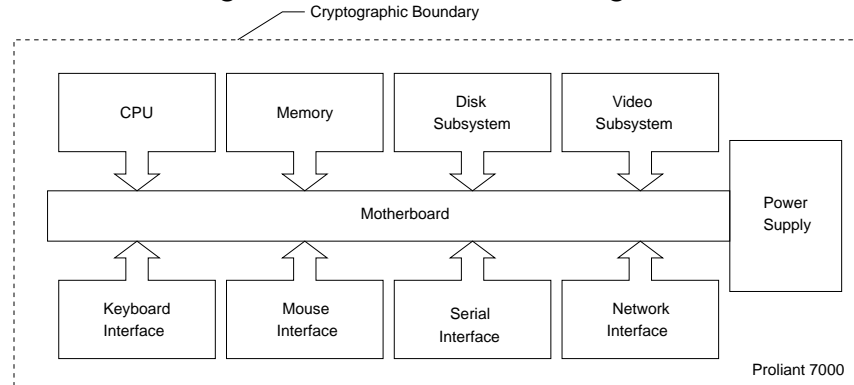 Cryptographic Boundary
CPU
Memory
Disk
Subsystem
Video
Subsystem
Power
Supply
Motherboard
Keyboard
Interface
Mouse
Interface
Serial
Interface
Network
Interface
Proliant 7000